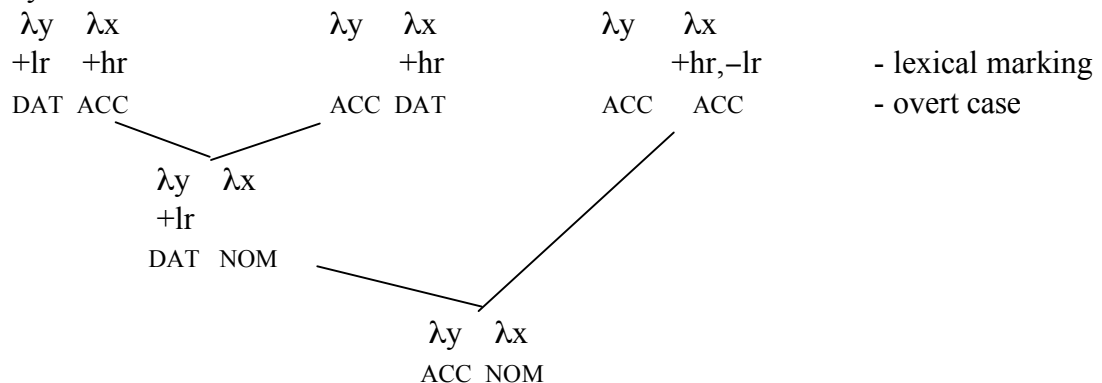 λy λx λy λx λy λx
+lr +hr +hr +hr,−lr - lexical marking
DAT ACC ACC DAT ACC ACC - overt case
λy λx
+lr
DAT NOM
λy λx
ACC NOM